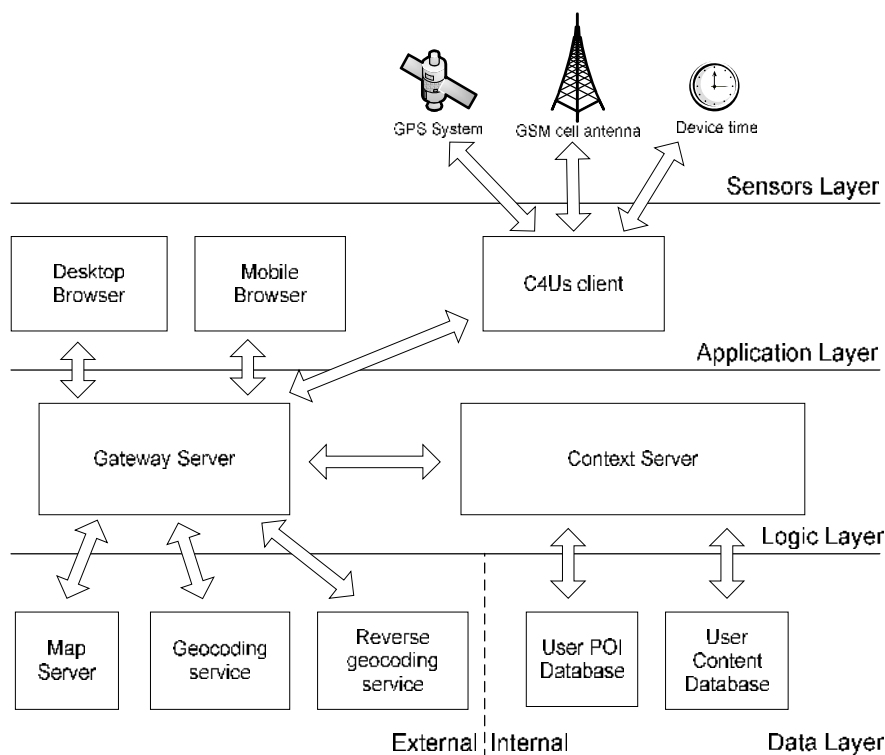 GPS System
GSM cell antenna
Device time
Sensors Layer
Desktop
Browser
Mobile
Browser
C4Us client
Application Layer
Gateway Server
Context Server
Logic Layer
Map
Server
Geocoding
service
Reverse
geocoding
service
User POI
Database
User
Content
Database
External
Internal
Data Layer